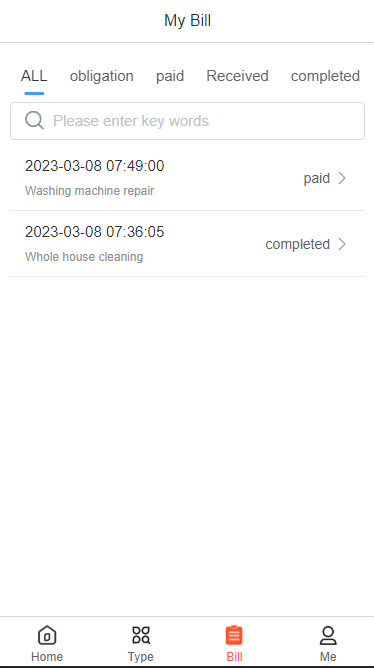 My Bill
ALL obligation paid Received completed
Please enter key words
2023-03-08 07:49:00
Washing machine repair
paid
2023-03-08 07:36:05
Whole house cleaning
completed
Home Type Bill Me